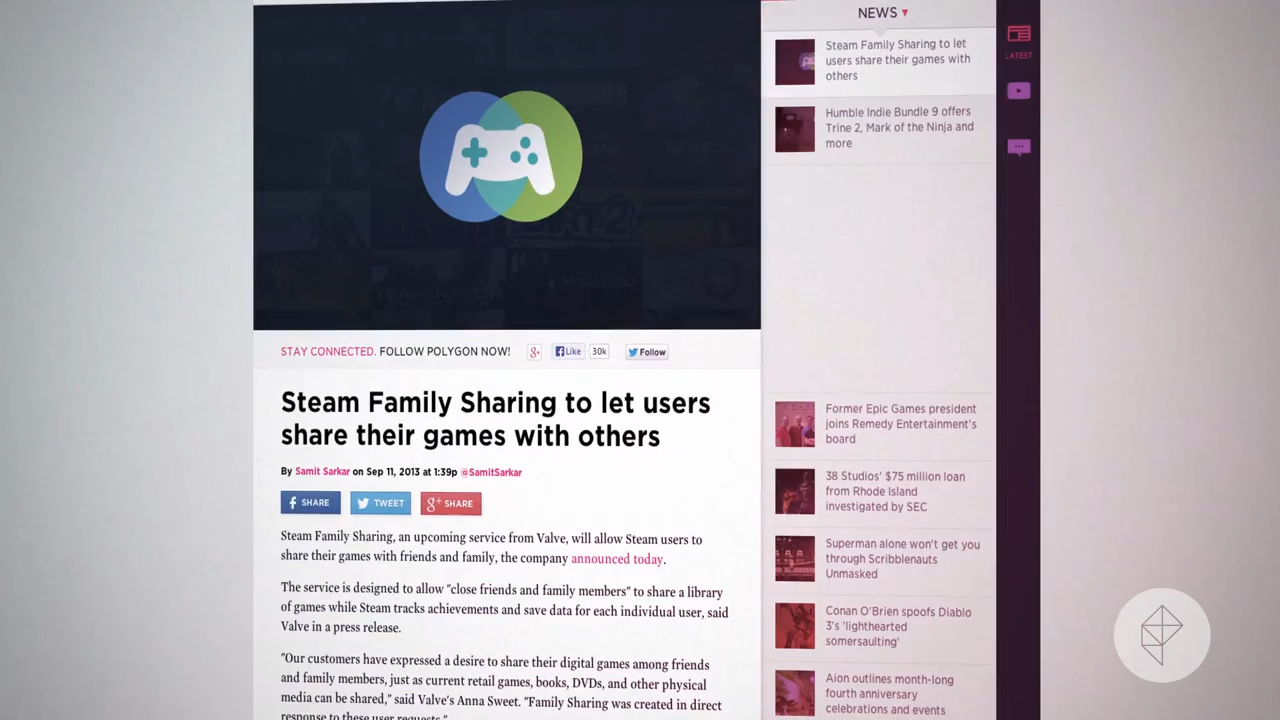 STAY CONNECTED. FOLLOW POLYGON NOW!
g+
Like
30k
Follow
Steam Family Sharing to let users
share their games with others
By Samit Sarkar on Sep 11, 2013 at 1:39p @SamitSarkar
SHARE
TWEET
g+ SHARE
Steam Family Sharing, an upcoming service from Valve, will allow Steam users to
share their games with friends and family, the company announced today.
The service is designed to allow "close friends and family members" to share a library
of games while Steam tracks achievements and save data for each individual user, said
Valve in a press release.
"Our customers have expressed a desire to share their digital games among friends
and family members, just as current retail games, books, DVDs, and other physical
media can be shared," said Valve's Anna Sweet. "Family Sharing was created in direct
response to these user requests."
NEWS
Steam Family Sharing to let
users share their games with
others
Humble Indie Bundle 9 offers
Trine 2, Mark of the Ninja and
more
Former Epic Games president
joins Remedy Entertainment's
board
38 Studios' $75 million loan
from Rhode Island
investigated by SEC
Superman alone won't get you
through Scribblenauts
Unmasked
Conan O'Brien spoofs Diablo
3's 'lighthearted
somersaulting'
Aion outlines month-long
fourth anniversary
celebrations and events
LATEST